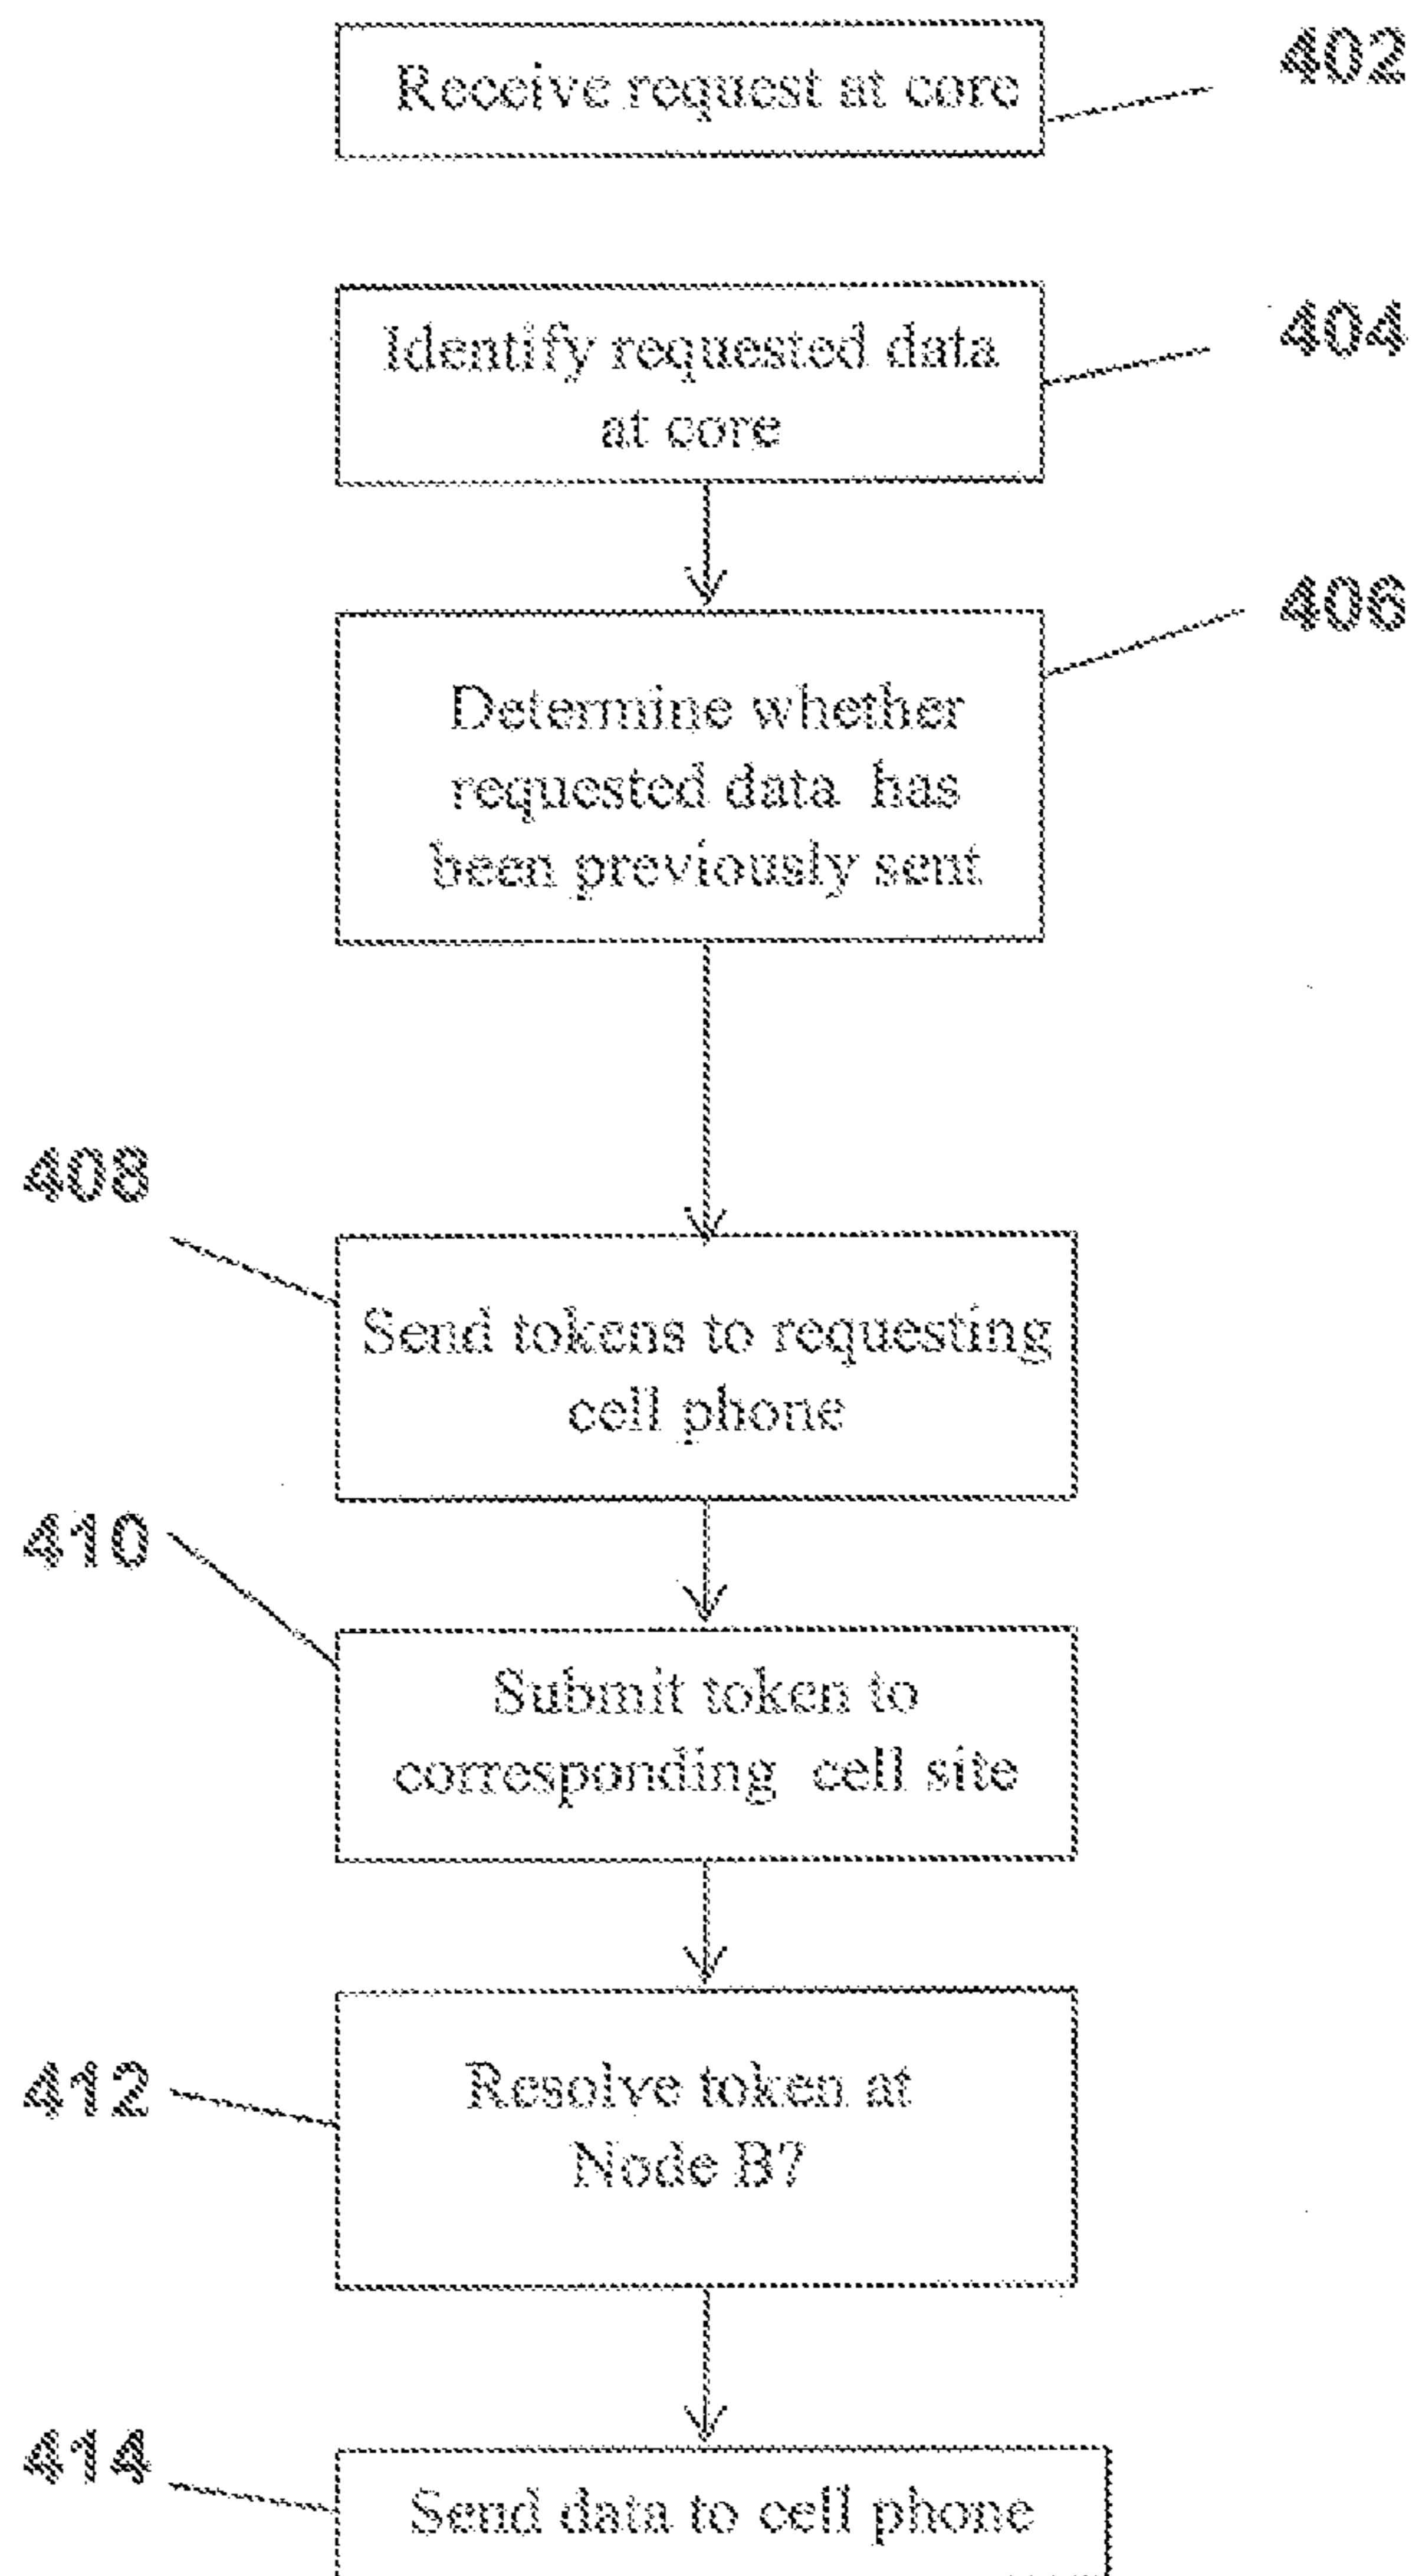 Receive request at core
402
Identify requested data
at core
404
Determine whether
requested data has
been previously sent
406
408
Send tokens to requesting
cell phone
410
Submit token to
corresponding cell site
412
Resolve token at
Node B?
414
Send data to cell phone